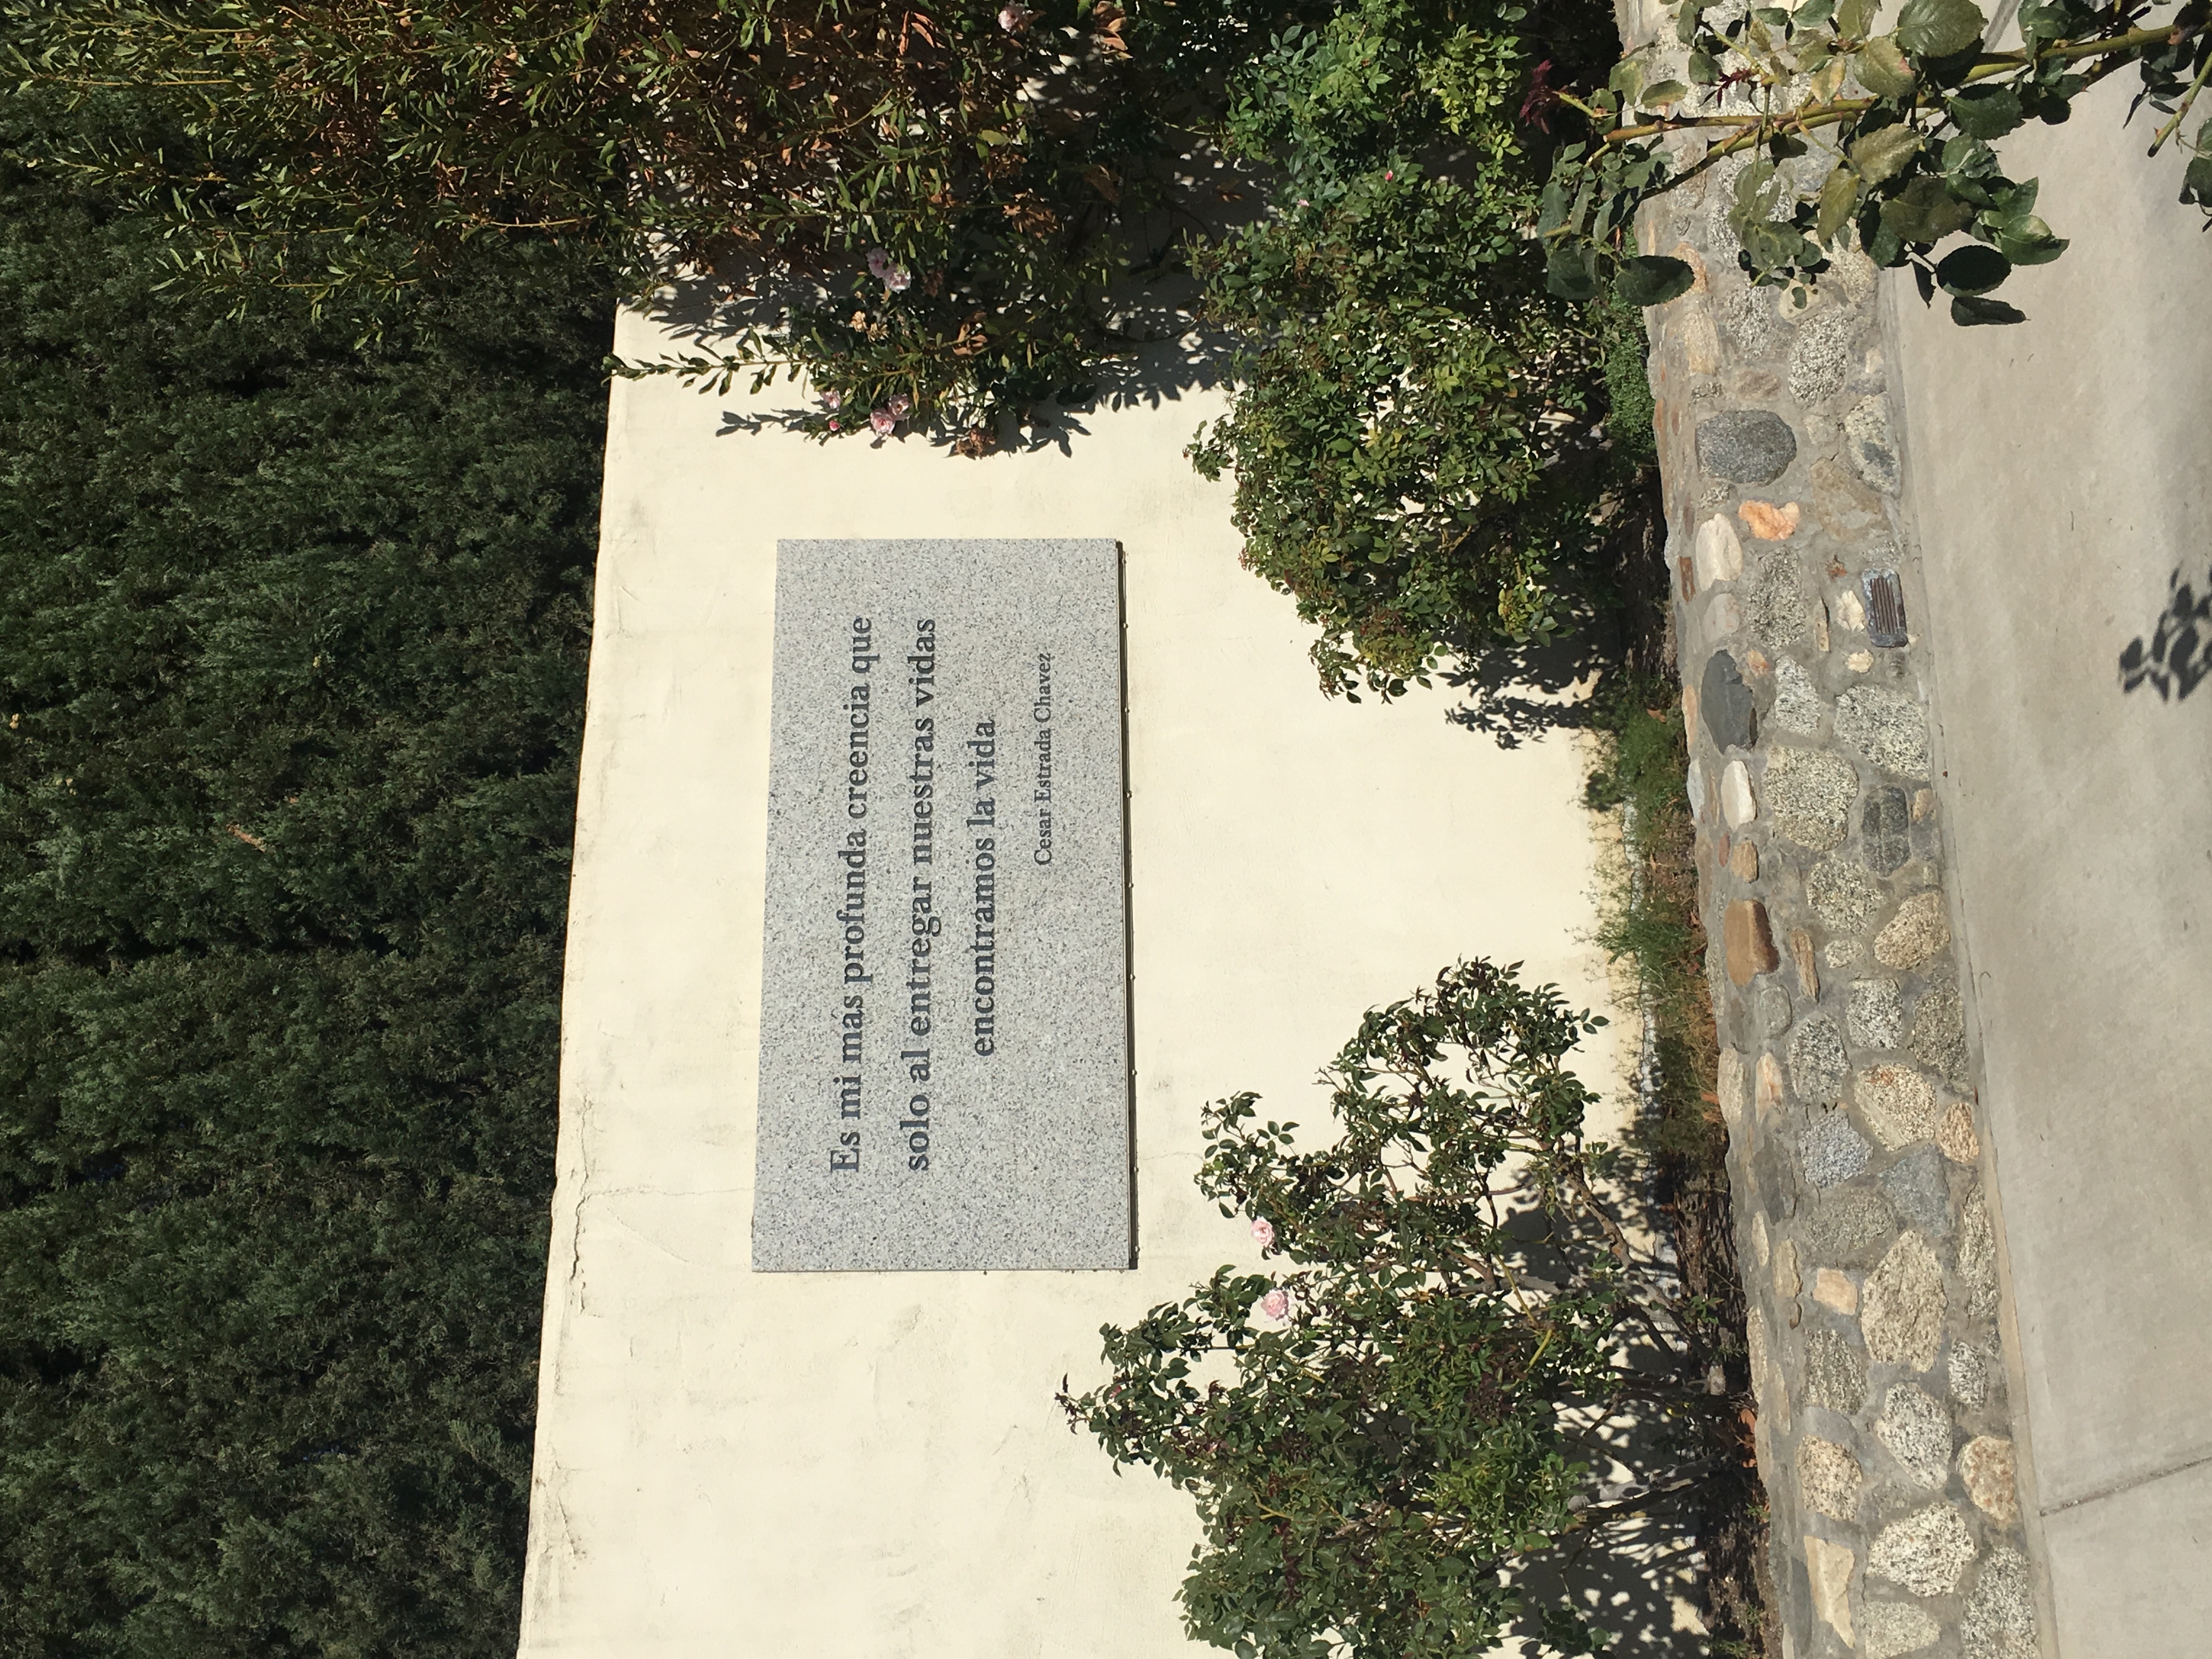 Es mi más profunda creencia que
solo al entregar nuestras vidas
encontramos la vida
Cesar Estrada Chavez